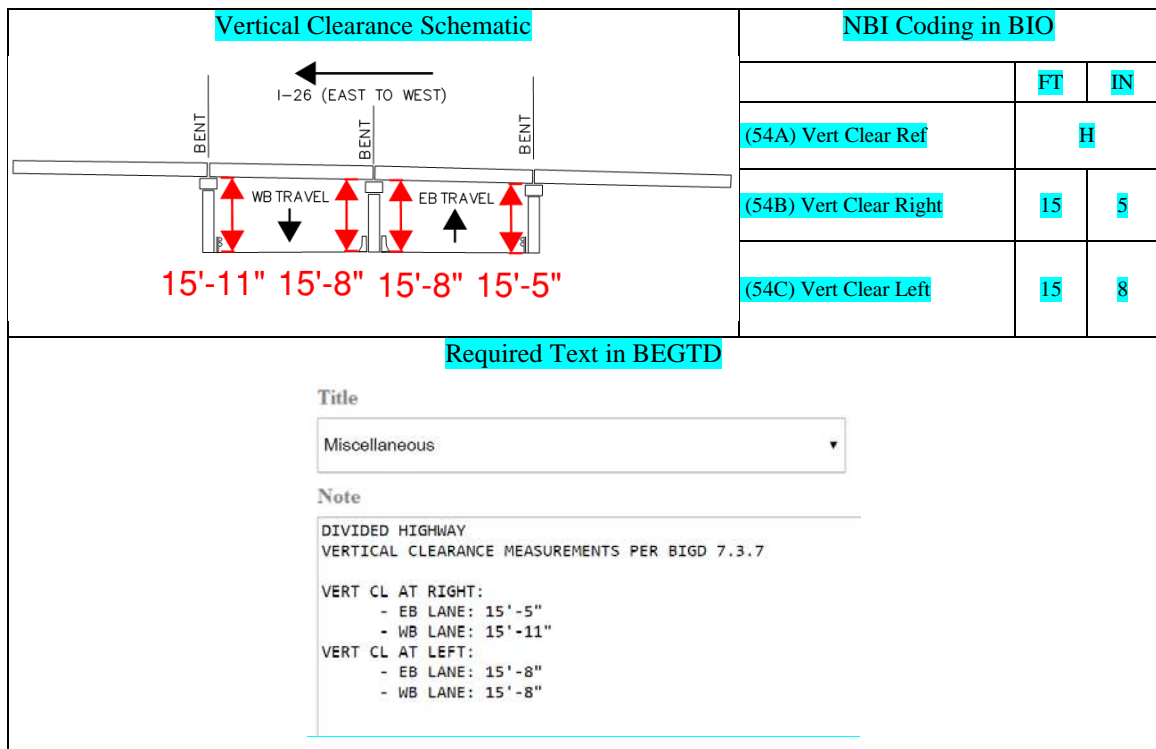 Vertical Clearance Schematic
I-26 (EAST TO WEST)
BENT
BENT
BENT
WB TRAVEL
EB TRAVEL
15'-11" 15'-8" 15'-8" 15'-5"
NBI Coding in BIO
FT IN
(54A) Vert Clear Ref H
(54B) Vert Clear Right 15 5
(54C) Vert Clear Left 15 8
Required Text in BEGTD
Title
Miscellaneous
Note
DIVIDED HIGHWAY
VERTICAL CLEARANCE MEASUREMENTS PER BIGD 7.3.7
VERT CL AT RIGHT:
- EB LANE: 15'-5"
- WB LANE: 15'-11"
VERT CL AT LEFT:
- EB LANE: 15'-8"
- WB LANE: 15'-8"